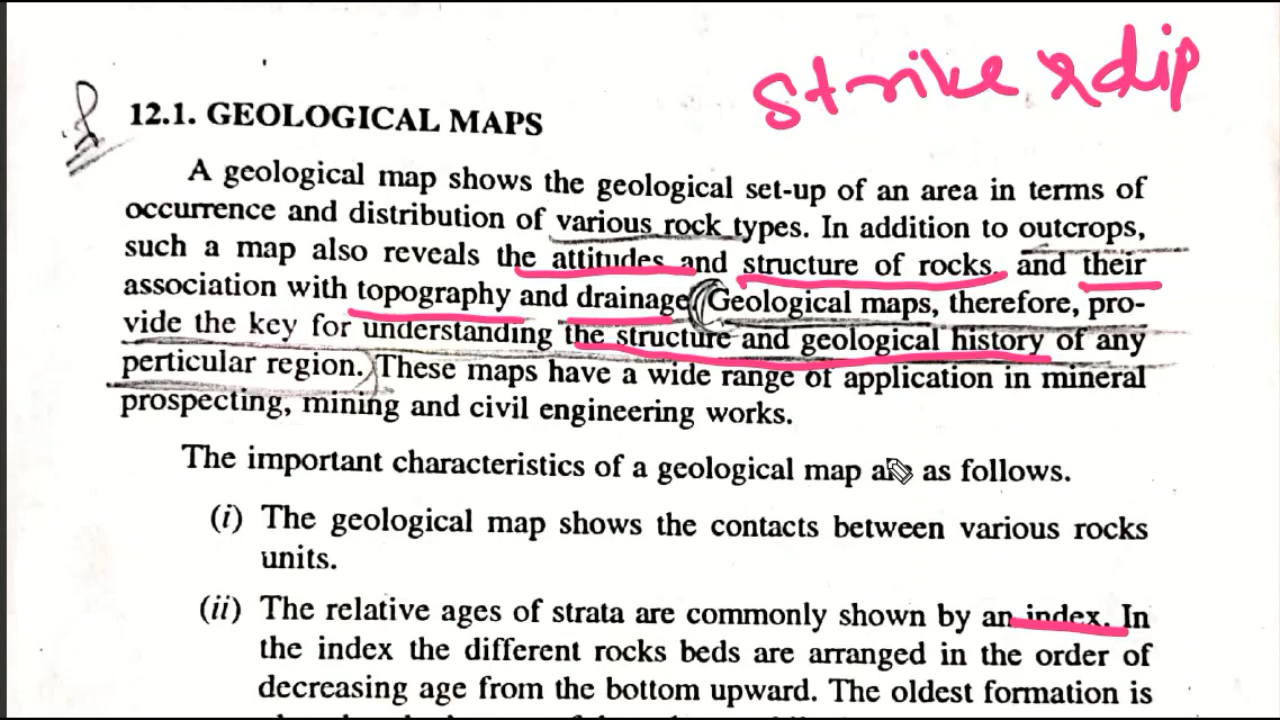 Strike & dip
12.1. GEOLOGICAL MAPS
A geological map shows the geological set-up of an area in terms of
occurrence and distribution of various rock types. In addition to outcrops,
such a map also reveals the attitudes and structure of rocks, and their
association with topography and drainage. Geological maps, therefore, pro-
vide the key for understanding the structure and geological history of any
perticular region. These maps have a wide range of application in mineral
prospecting, mining and civil engineering works.
The important characteristics of a geological map as follows.
(i) The geological map shows the contacts between various rocks
units.
(ii) The relative ages of strata are commonly shown by an index. In
the index the different rocks beds are arranged in the order of
decreasing age from the bottom upward. The oldest formation is